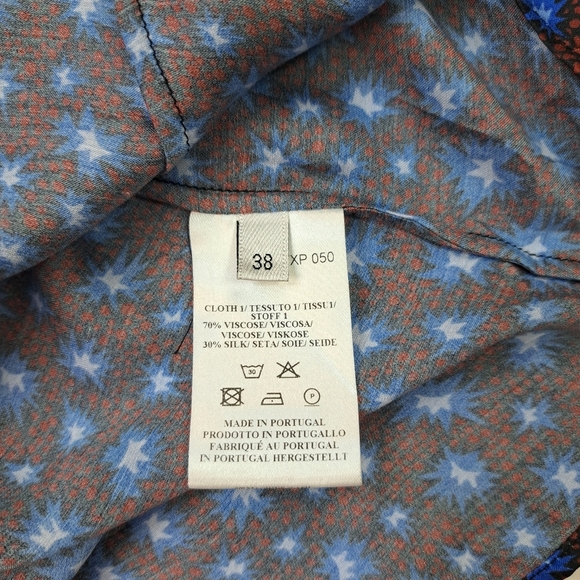 38 XP 050
CLOTH 1/ TESSUTO 1/ TISSU1/
STOFF 1
70% VISCOSE/ VISCOSA/
VISCOSE/ VISKOSE
30% SILK/ SETA/ SOIE/ SEIDE
30
P
MADE IN PORTUGAL
PRODOTTO IN PORTUGALLO
FABRIQUÉ AU PORTUGAL
IN PORTUGAL HERGESTELLT